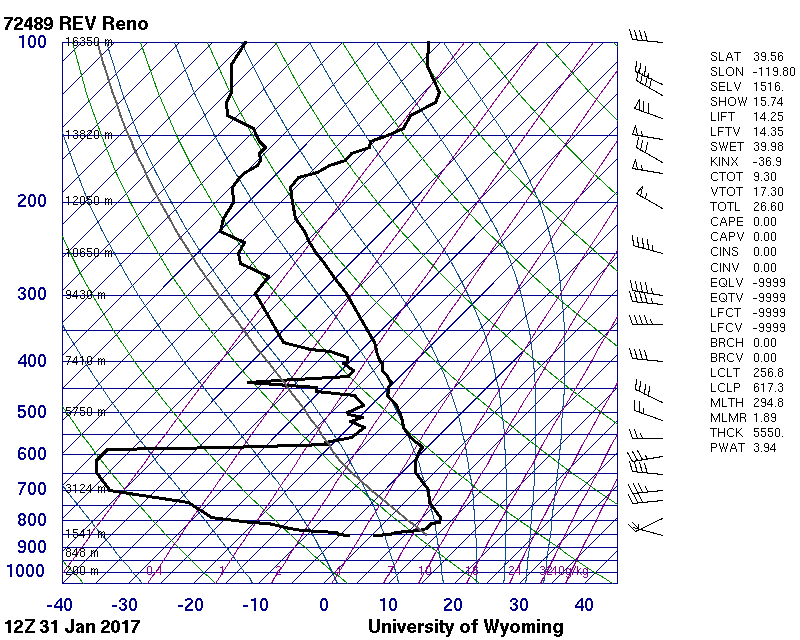 72489 REV Reno
100 16350 m
13820 m
200 12050 m
10650 m
300 9430 m
400 7410 m
500 5750 m
600
700 3124 m
800
1541 m
900
846 m
1000 200 m 0.4 1 2 4 7 10 16 24 32 40g/kg
-40 -30 -20 -10 0 10 20 30 40
12Z 31 Jan 2017 University of Wyoming
SLAT 39.56
SLON -119.80
SELV 1516.
SHOW 15.74
LIFT 14.25
LFTV 14.35
SWET 39.98
KINX -36.9
CTOT 9.30
VTOT 17.30
TOTL 26.60
CAPE 0.00
CAPV 0.00
CINS 0.00
CINV 0.00
EQLV -9999
EQTV -9999
LFCT -9999
LFCV -9999
BRCH 0.00
BRCV 0.00
LCLT 256.8
LCLP 617.3
MLTH 294.8
MLMR 1.89
THCK 5550.
PWAT 3.94